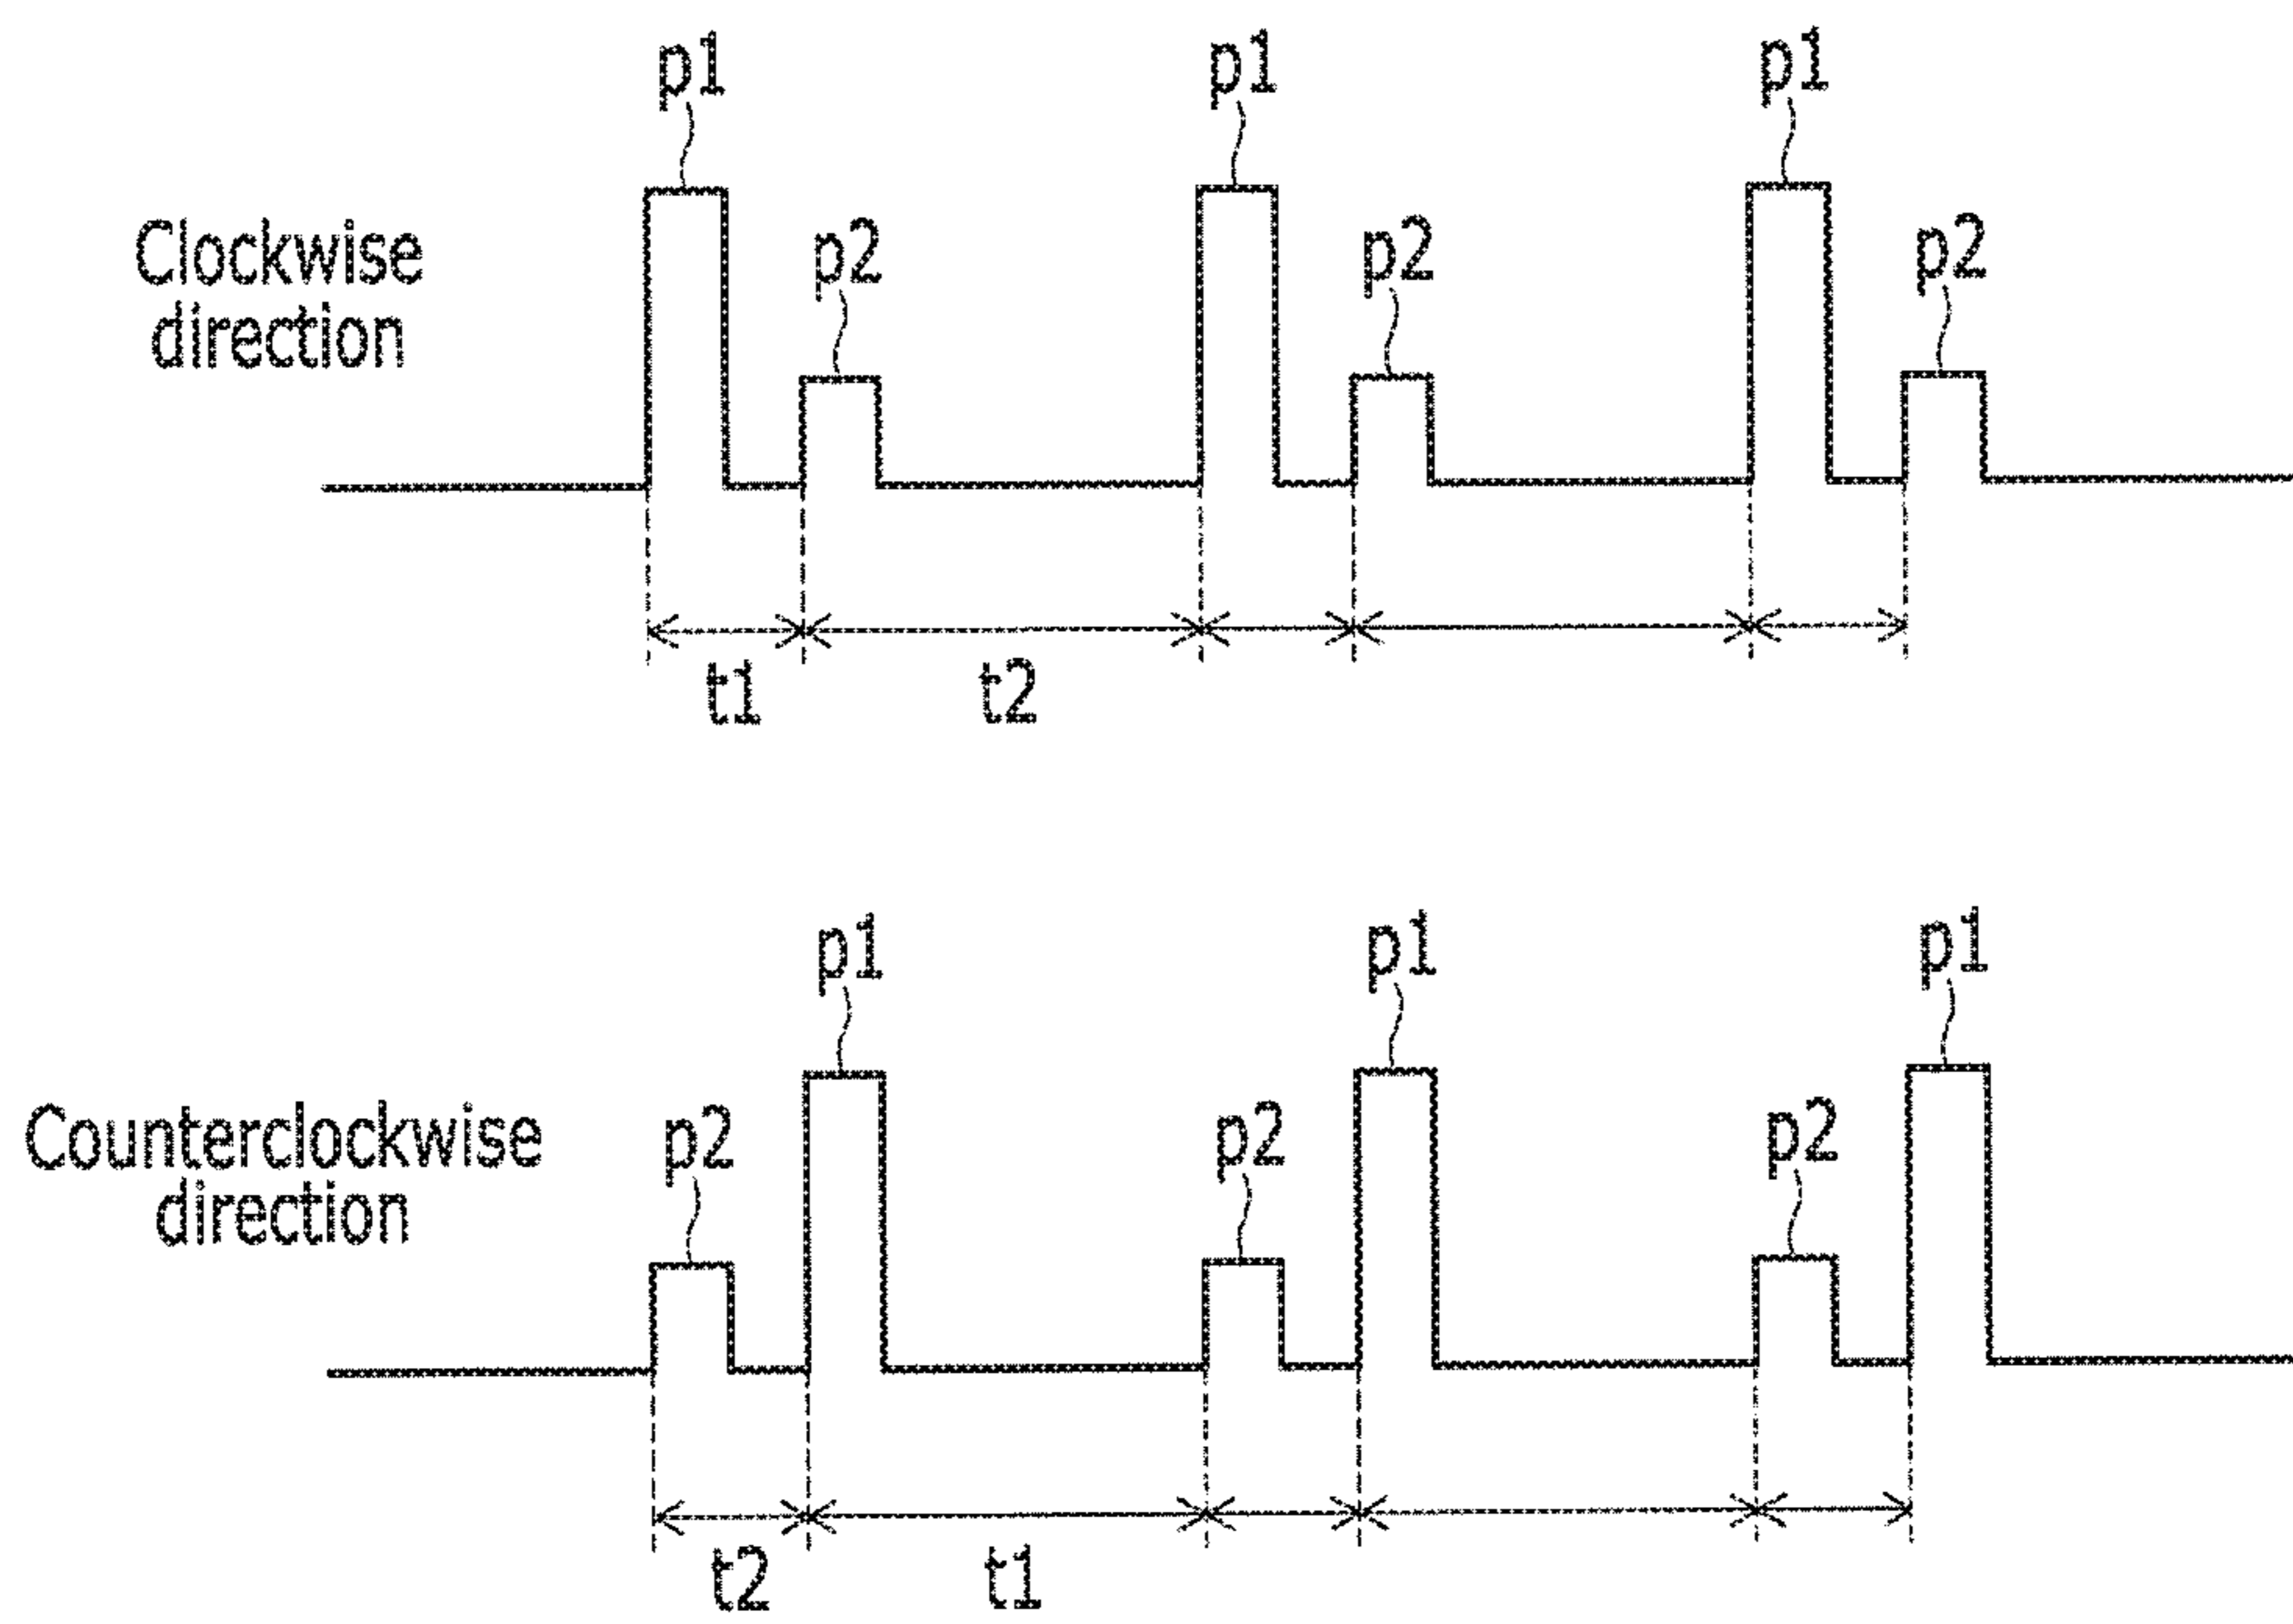 p1
p1
p1
Clockwise
direction
p2
p2
p2
t1
t2
p1
p1
p1
Counterclockwise
direction
p2
p2
p2
t2
t1